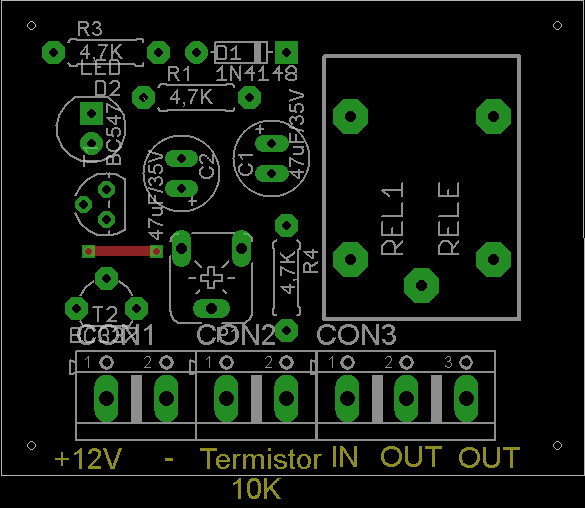 R3
4,7K
D1
1N4148
LED
D2
R1
4,7K
BC547
47uF/35V
C2
C1
47uF/35V
REL1
RELE
4,7K
R4
T2
CON1
CON2
CON3
1 2 1 2 1 2 3
+12V - Termistor IN OUT OUT
10K